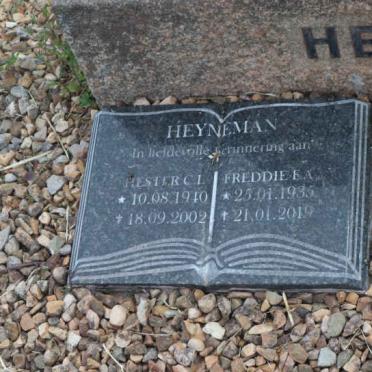 HE
HEYNEMAN
In liefdevolle herinnering aan
HESTER C.J. FREDDIE E.A.
* 10.08.1940 * 25.01.1935
† 18.09.2002 † 21.01.2019